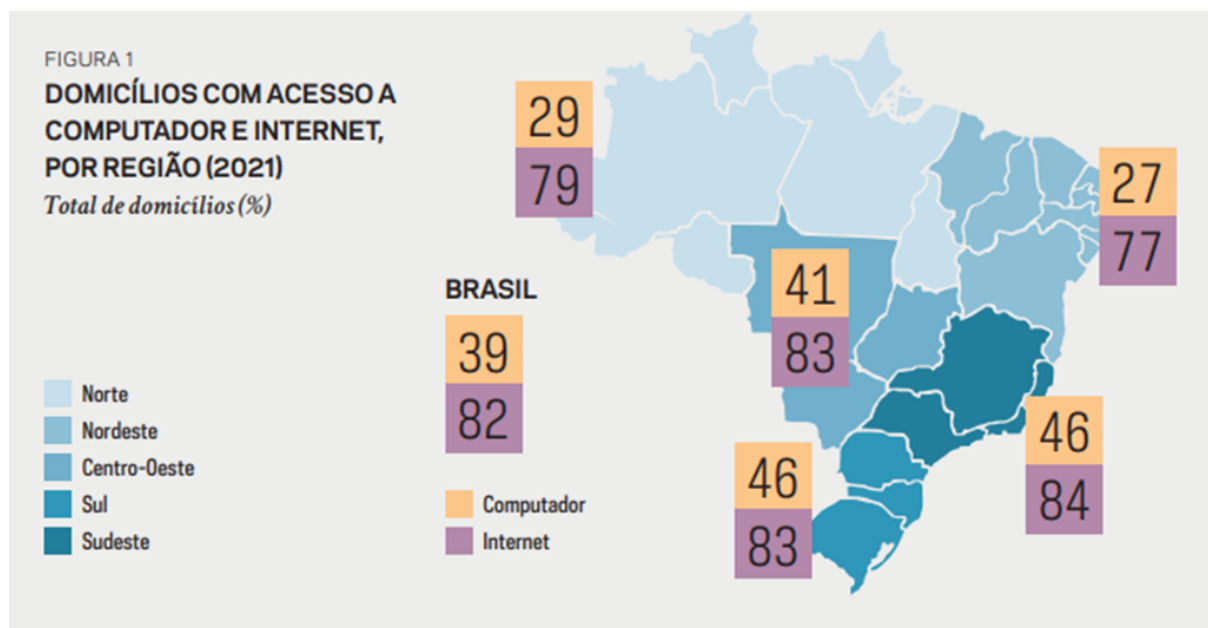 FIGURA 1
DOMICÍLIOS COM ACESSO A
COMPUTADOR E INTERNET,
POR REGIÃO (2021)
Total de domicílios (%)
29
79
27
77
41
83
BRASIL
39
82
46
84
46
83
Norte
Nordeste
Centro-Oeste
Sul
Sudeste
Computador
Internet